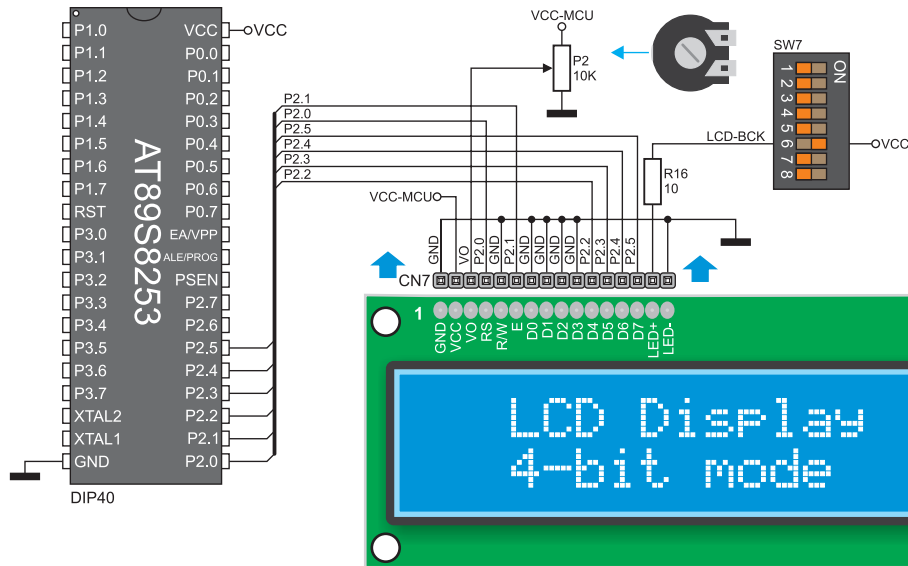 P1.0
P1.1
P1.2
P1.3
P1.4
P1.5
P1.6
P1.7
RST
P3.0
P3.1
P3.2
P3.3
P3.4
P3.5
P3.6
P3.7
XTAL2
XTAL1
GND
AT89S8253
VCC
P0.0
P0.1
P0.2
P0.3
P0.4
P0.5
P0.6
P0.7
EA/VPP
ALE/PROG
PSEN
P2.7
P2.6
P2.5
P2.4
P2.3
P2.2
P2.1
P2.0
DIP40
VCC
P2.1
P2.0
P2.5
P2.4
P2.3
P2.2
VCC-MCU
P2
10K
SW7
ON
1
2
3
4
5
6
7
8
VCC
LCD-BCK
R16
10
VCC-MCU
GND
VO
P2.0
GND
P2.1
GND
GND
GND
GND
P2.2
P2.3
P2.4
P2.5
CN7
1
GND
VCC
VO
RS
R/W
E
D0
D1
D2
D3
D4
D5
D6
D7
LED+
LED-
LCD Display
4-bit mode